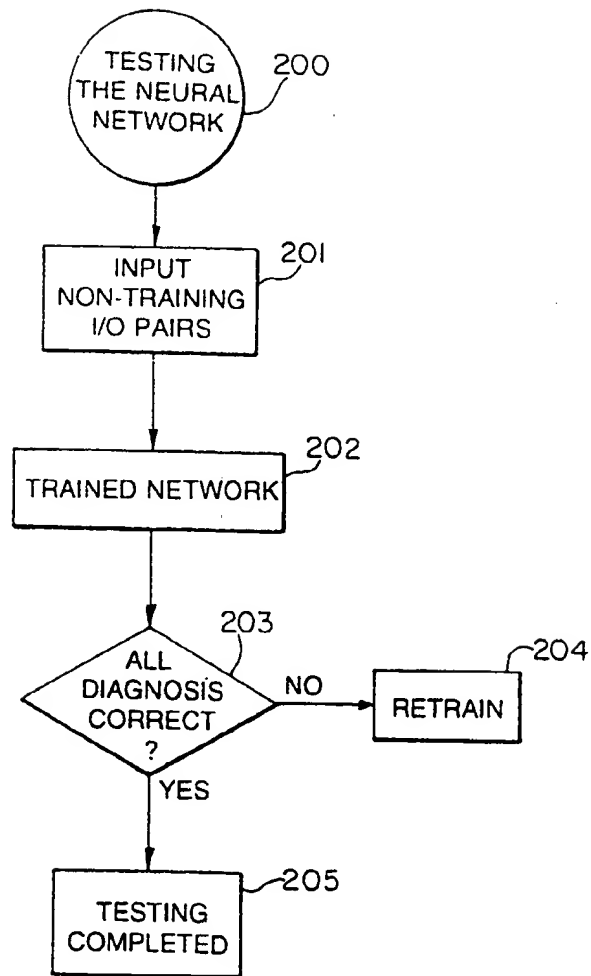 TESTING
THE NEURAL
NETWORK
200
INPUT
NON-TRAINING
I/O PAIRS
201
TRAINED NETWORK
202
ALL
DIAGNOSIS
CORRECT
?
203
NO
RETRAIN
204
YES
TESTING
COMPLETED
205